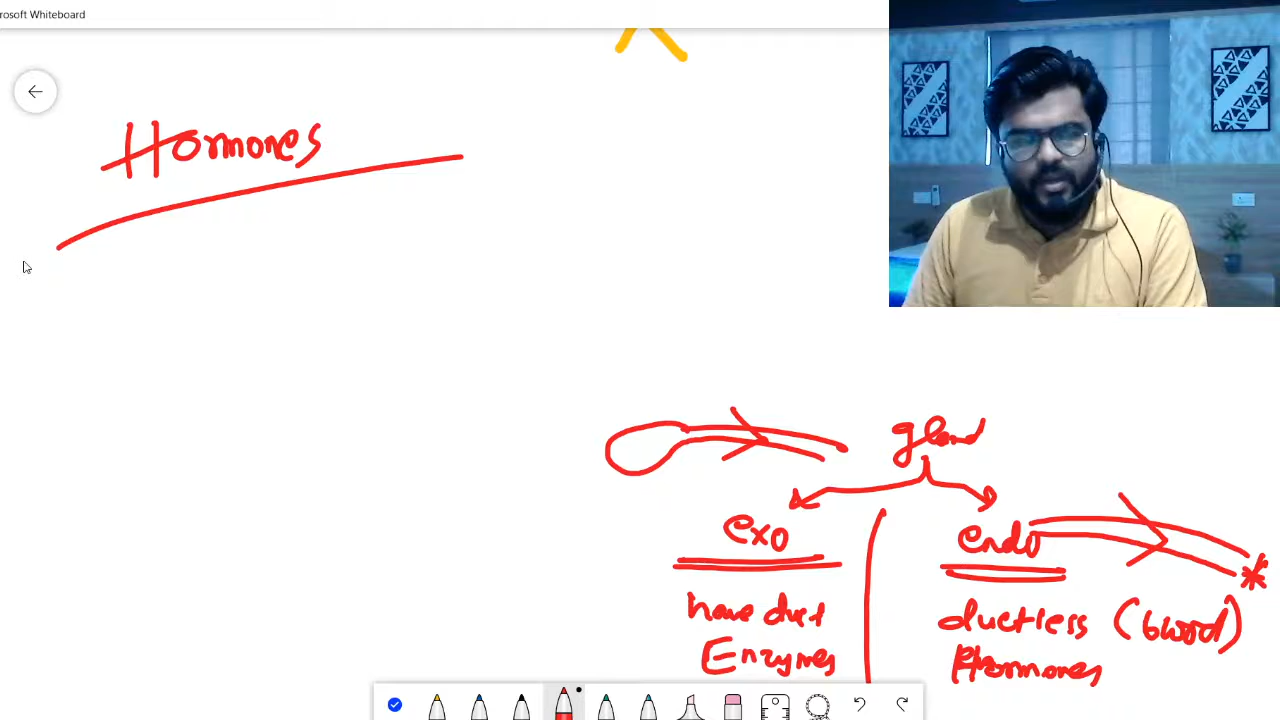 rosoft Whiteboard
Hormones
gland
exo
endo
have duct
ductless (blood)
Enzymes
Hormones